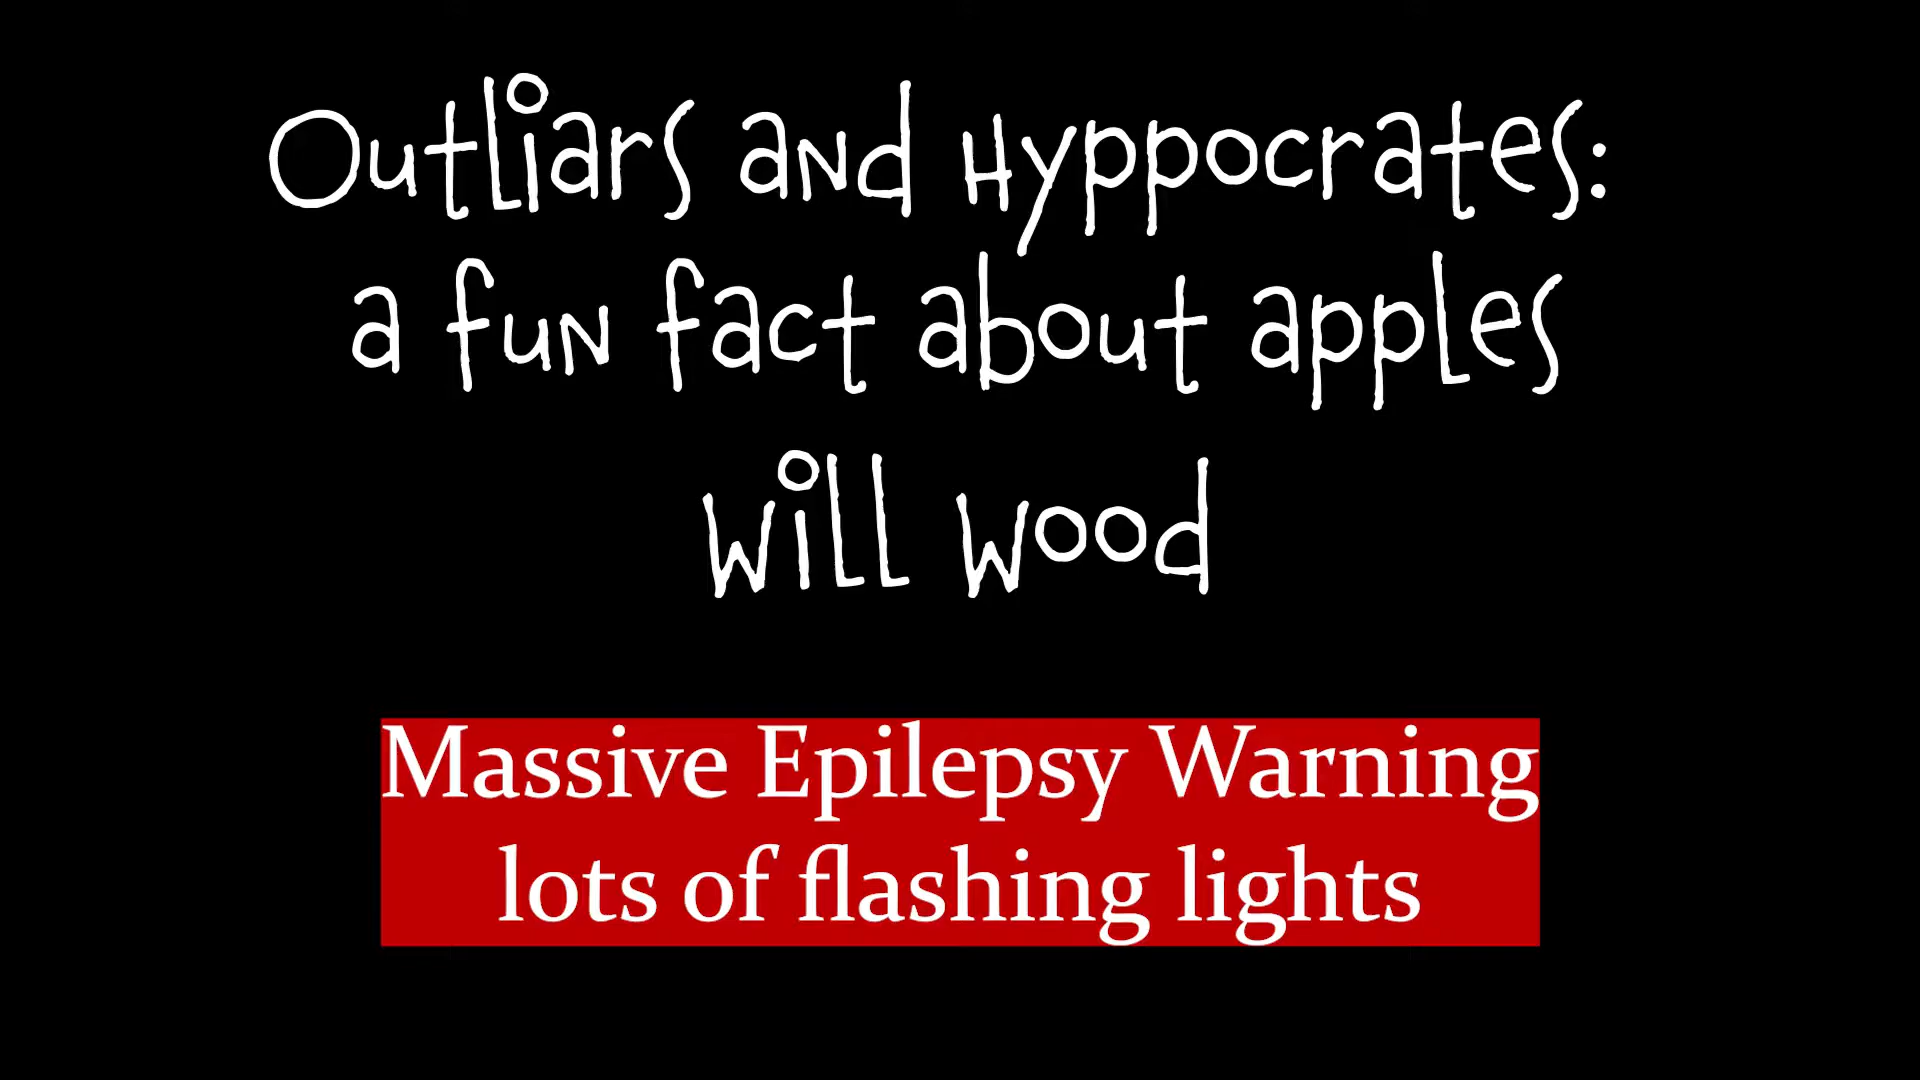 Outliars and Hyppocrates:
a fun fact about apples
Will Wood
Massive Epilepsy Warning
lots of flashing lights